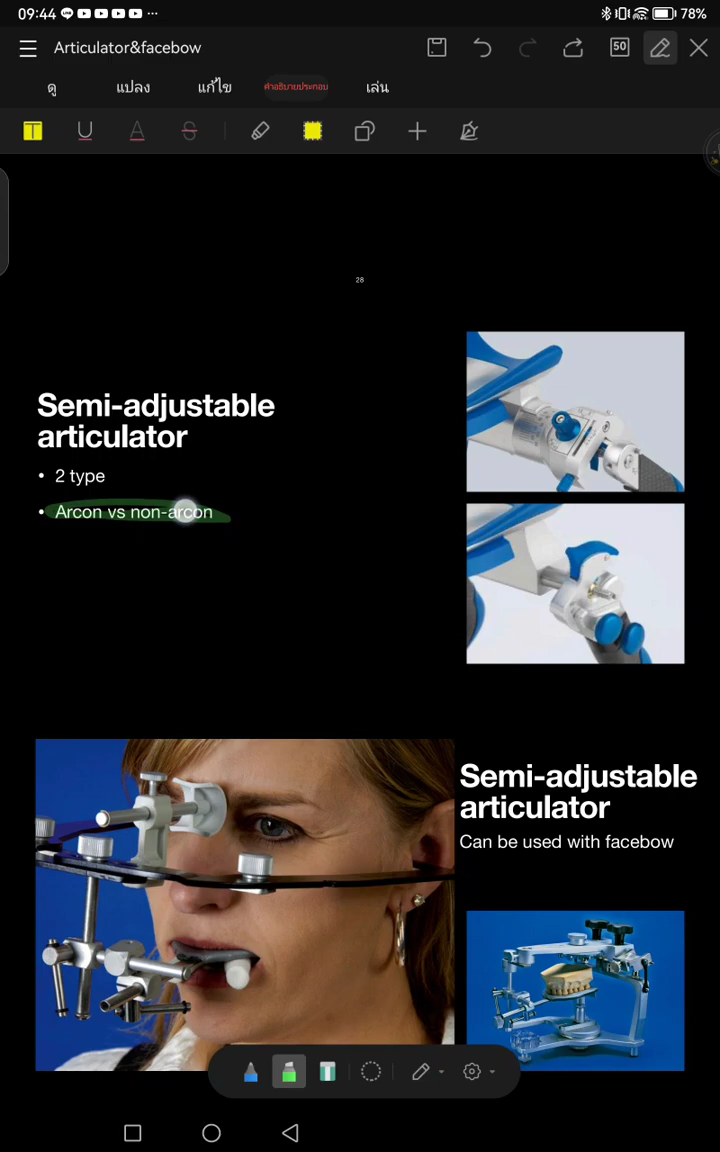 09:44
78%
Articulator&facebow
50
ดู
แปลง
แก้ไข
คำอธิบายประกอบ
เล่น
T U A S
28
Semi-adjustable
articulator
• 2 type
• Arcon vs non-arcon
Semi-adjustable
articulator
Can be used with facebow